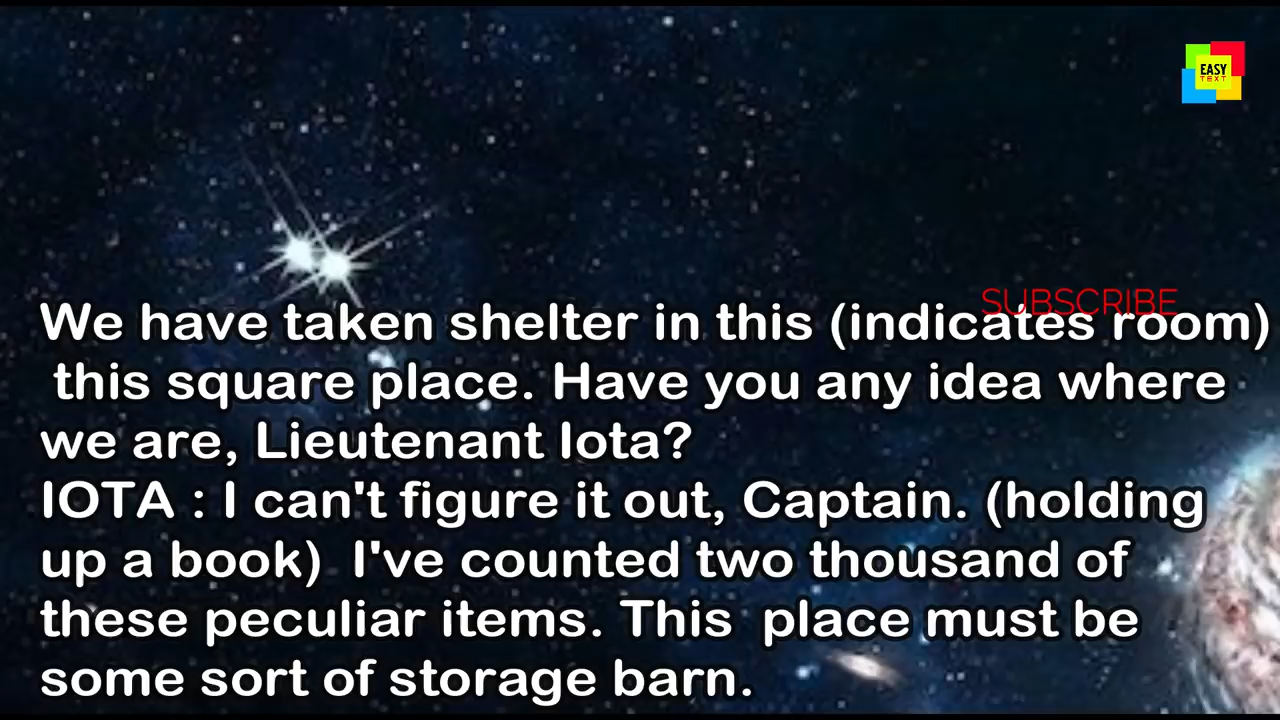 EASY
TEXT
SUBSCRIBE
We have taken shelter in this (indicates room)
this square place. Have you any idea where
we are, Lieutenant Iota?
IOTA : I can't figure it out, Captain. (holding
up a book)  I've counted two thousand of
these peculiar items. This  place must be
some sort of storage barn.